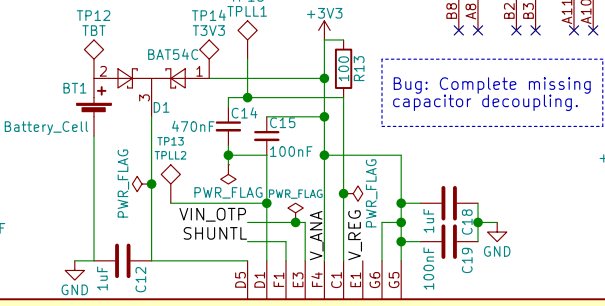 TP12
TBT
TP14
T3V3
TPLL1
+3V3
B8
A8
B2
B3
A11
A10
BAT54C
2
1
3
D1
BT1
+
Battery_Cell
100
R13
Bug: Complete missing
capacitor decoupling.
C14
470nF
C15
100nF
TP13
TPLL2
PWR_FLAG
PWR_FLAG
PWR_FLAG
PWR_FLAG
VIN_OTP
SHUNTL
V_ANA
V_REG
1uF
C18
100nF
C19
GND
GND
1uF
C12
D5
D1
F1
E3
F4
C1
E1
G6
G5